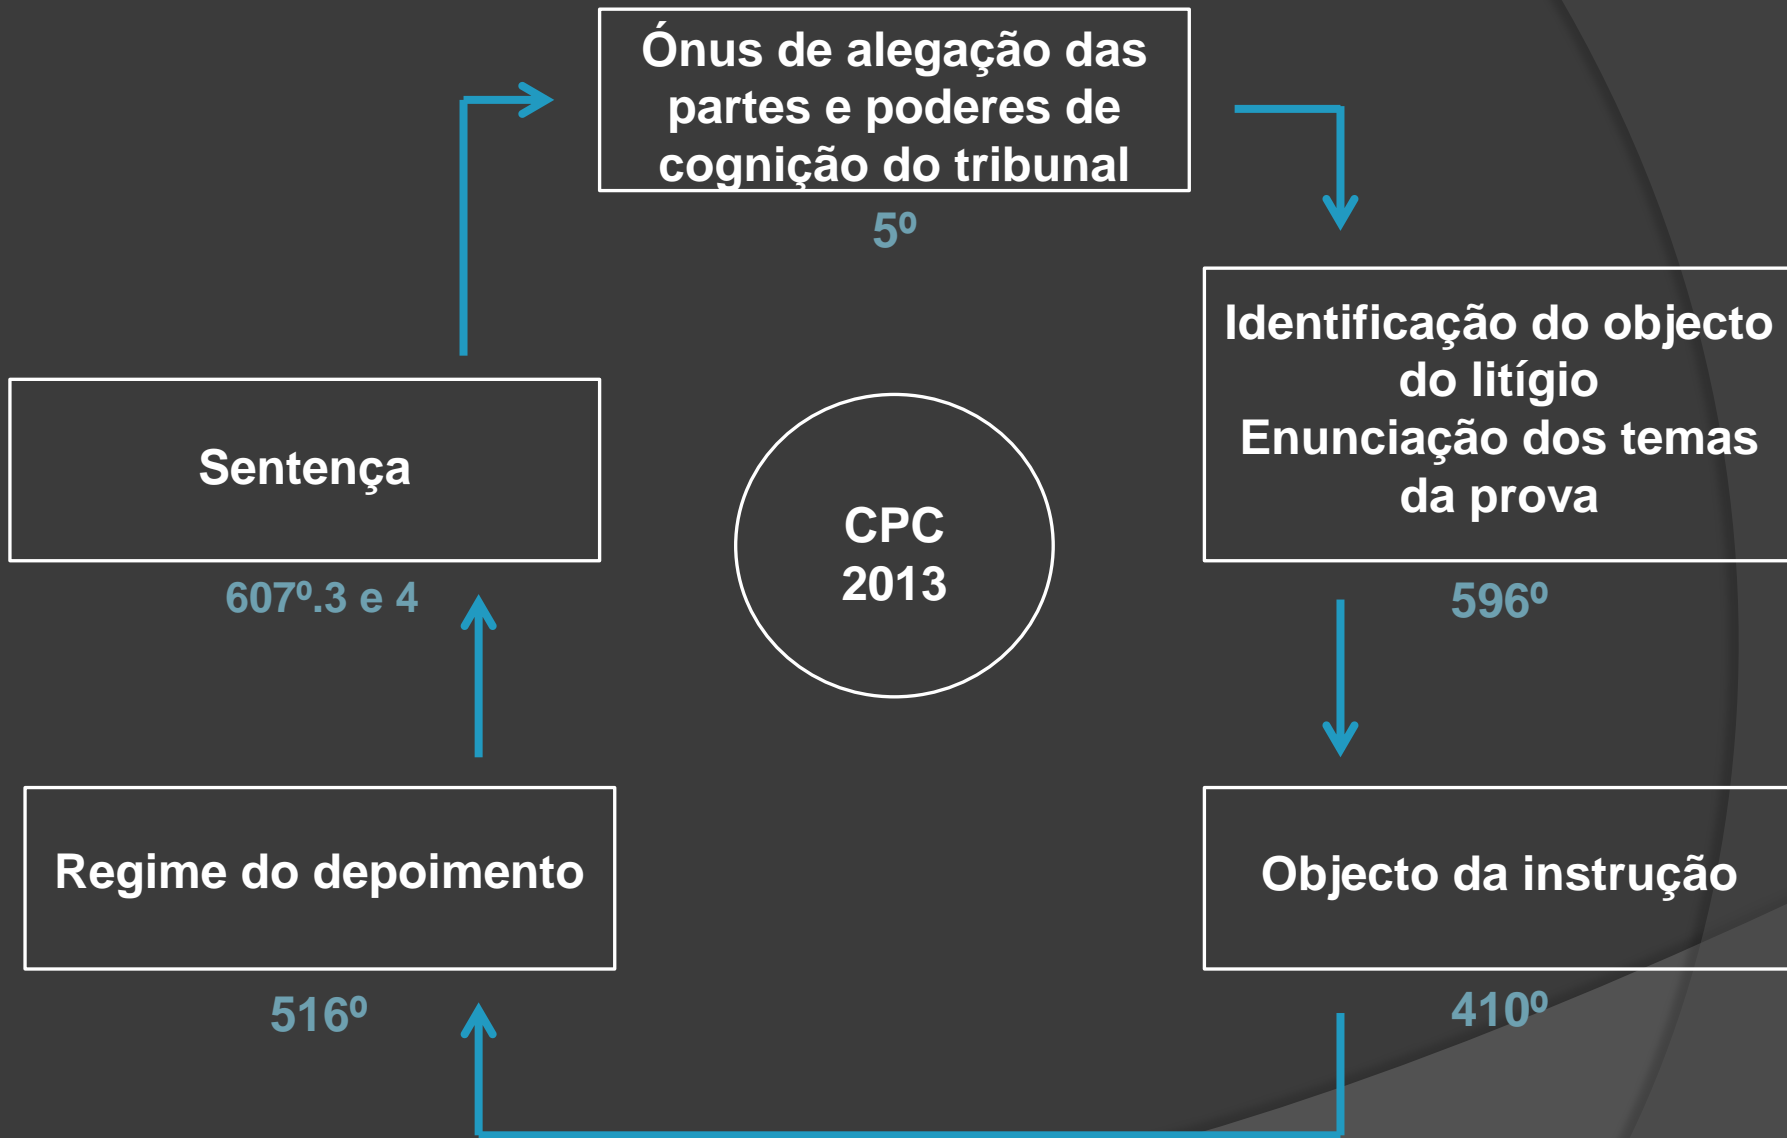 Ónus de alegação das
partes e poderes de
cognição do tribunal
5º
Identificação do objecto
do litígio
Enunciação dos temas
da prova
596º
Sentença
607º.3 e 4
CPC
2013
Regime do depoimento
516º
Objecto da instrução
410º